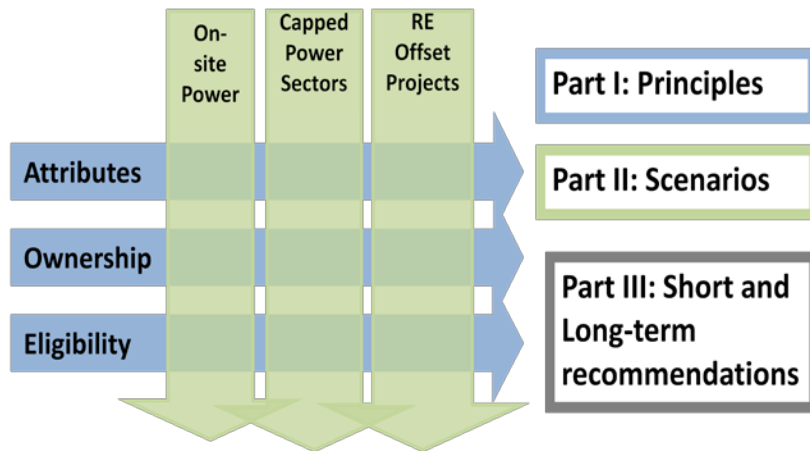 On-
site
Power
Capped
Power
Sectors
RE
Offset
Projects
Attributes
Ownership
Eligibility
Part I: Principles
Part II: Scenarios
Part III: Short and
Long-term
recommendations